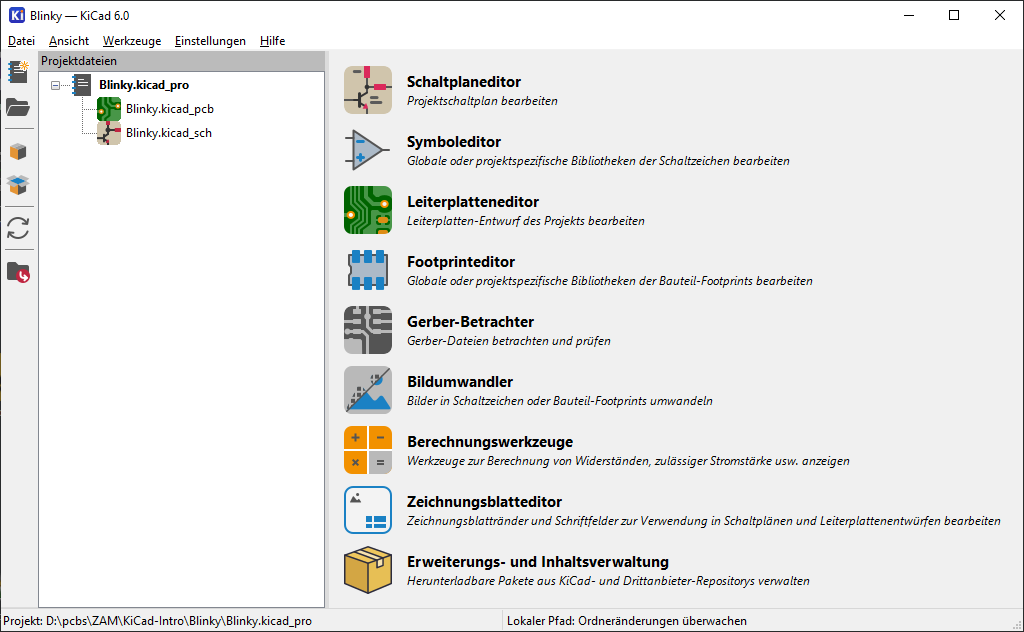 Blinky — KiCad 6.0
Datei Ansicht Werkzeuge Einstellungen Hilfe
Projektdateien
Blinky.kicad_pro
Blinky.kicad_pcb
Blinky.kicad_sch
Schaltplaneditor
Projektschaltplan bearbeiten
Symboleditor
Globale oder projektspezifische Bibliotheken der Schaltzeichen bearbeiten
Leiterplatteneditor
Leiterplatten-Entwurf des Projekts bearbeiten
Footprinteditor
Globale oder projektspezifische Bibliotheken der Bauteil-Footprints bearbeiten
Gerber-Betrachter
Gerber-Dateien betrachten und prüfen
Bildumwandler
Bilder in Schaltzeichen oder Bauteil-Footprints umwandeln
Berechnungswerkzeuge
Werkzeuge zur Berechnung von Widerständen, zulässiger Stromstärke usw. anzeigen
Zeichnungsblatteditor
Zeichnungsblattränder und Schriftfelder zur Verwendung in Schaltplänen und Leiterplattenentwürfen bearbeiten
Erweiterungs- und Inhaltsverwaltung
Herunterladbare Pakete aus KiCad- und Drittanbieter-Repositorys verwalten
Projekt: D:\pcbs\ZAM\KiCad-Intro\Blinky\Blinky.kicad_pro
Lokaler Pfad: Ordneränderungen überwachen